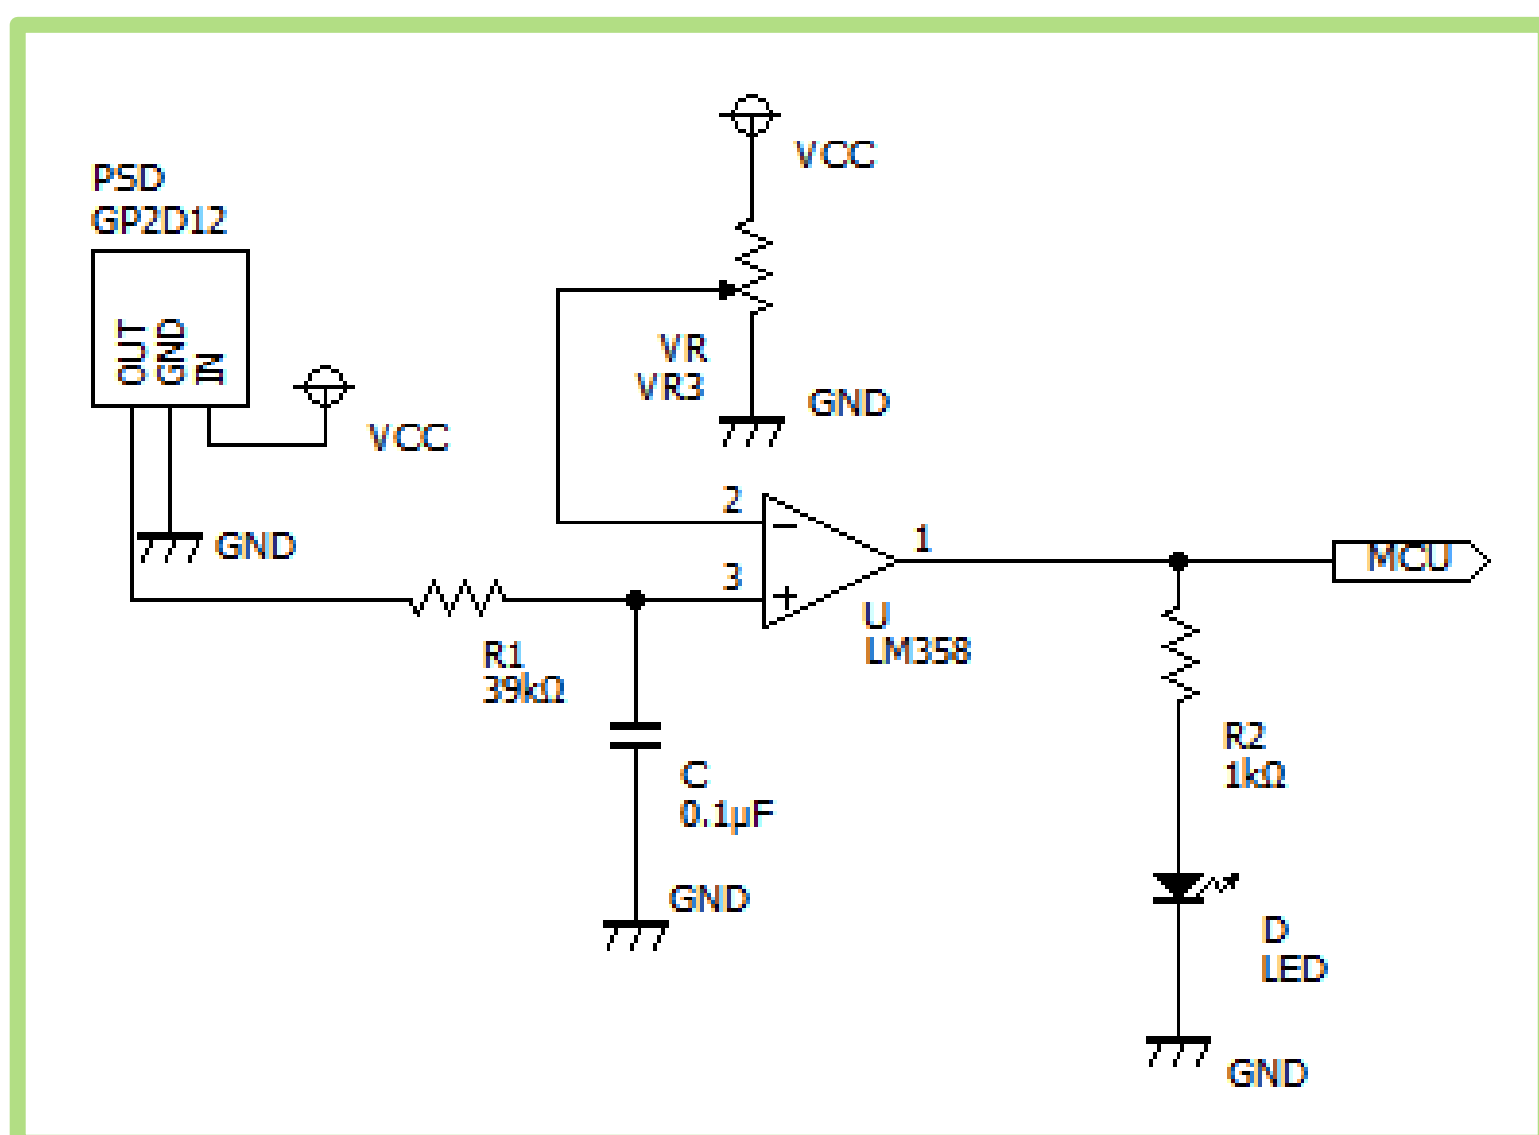 PSD
GP2D12
OUT
GND
IN
VCC
GND
VCC
VR
VR3
GND
2
3
1
U
LM358
MCU
R1
39kΩ
C
0.1μF
GND
R2
1kΩ
D
LED
GND